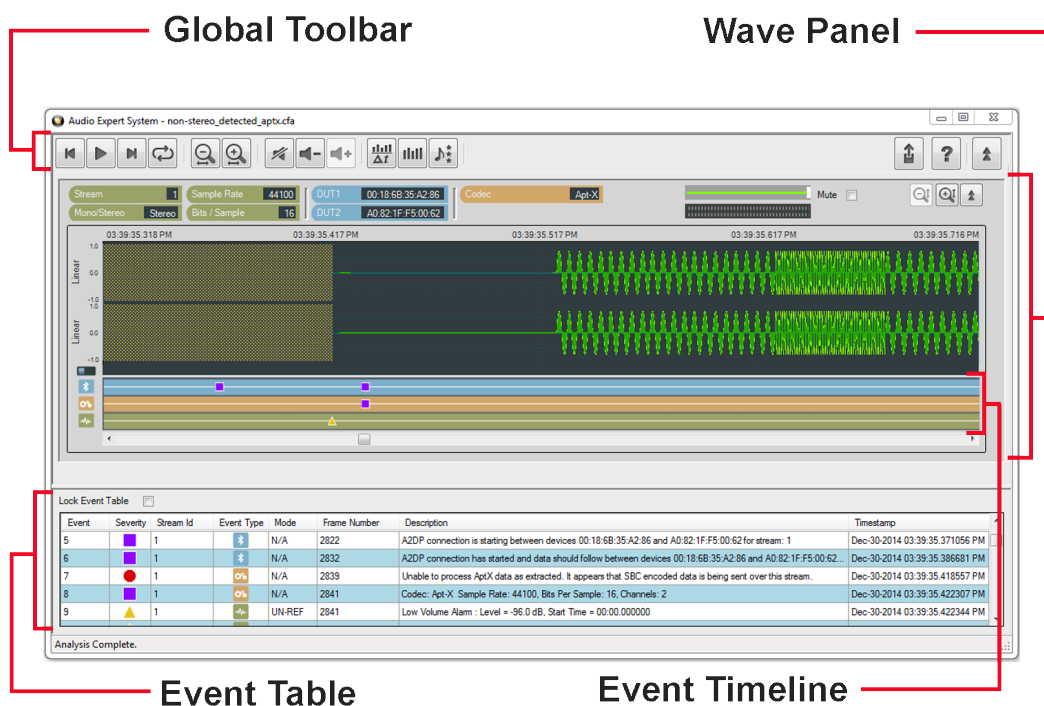 Global Toolbar
Wave Panel
Audio Expert System - non-stereo_detected_aptx.cfa
Δt
?
Stream 1 Sample Rate 44100 DUT1 00:18:6B:35:A2:86 Codec Apt-X Mute
Mono/Stereo Stereo Bits / Sample 16 DUT2 A0:82:1F:F5:00:62
03:39:35.318 PM 03:39:35.417 PM 03:39:35.517 PM 03:39:35.617 PM 03:39:35.716 PM
1.0
Linear
0.0
-1.0
1.0
Linear
0.0
-1.0
Lock Event Table
Event Severity Stream Id Event Type Mode Frame Number Description Timestamp
5 1 N/A 2822 A2DP connection is starting between devices 00:18:6B:35:A2:86 and A0:82:1F:F5:00:62 for stream: 1 Dec-30-2014 03:39:35.371056 PM
6 1 N/A 2832 A2DP connection has started and data should follow between devices 00:18:6B:35:A2:86 and A0:82:1F:F5:00:62... Dec-30-2014 03:39:35.386681 PM
7 1 N/A 2839 Unable to process AptX data as extracted. It appears that SBC encoded data is being sent over this stream. Dec-30-2014 03:39:35.418557 PM
8 1 N/A 2841 Codec: Apt-X Sample Rate: 44100, Bits Per Sample: 16, Channels: 2 Dec-30-2014 03:39:35.422307 PM
9 1 UN-REF 2841 Low Volume Alarm : Level = -96.0 dB, Start Time = 00:00.000000 Dec-30-2014 03:39:35.422344 PM
Analysis Complete.
Event Table
Event Timeline